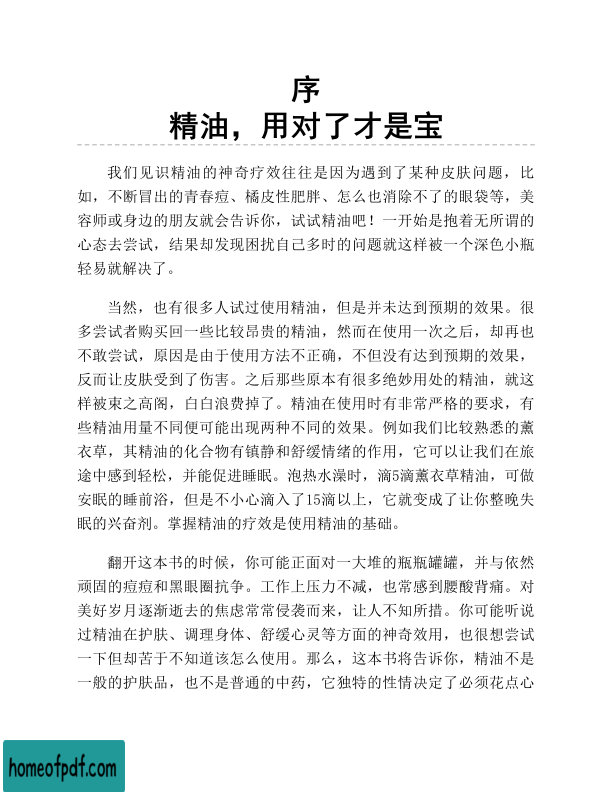 序
精油，用对了才是宝
我们见识精油的神奇疗效往往是因为遇到了某种皮肤问题，比
如，不断冒出的青春痘、橘皮性肥胖、怎么也消除不了的眼袋等，美
容师或身边的朋友就会告诉你，试试精油吧！一开始是抱着无所谓的
心态去尝试，结果却发现困扰自己多时的问题就这样被一个深色小瓶
轻易就解决了。
当然，也有很多人试过使用精油，但是并未达到预期的效果。很
多尝试者购买回一些比较昂贵的精油，然而在使用一次之后，却再也
不敢尝试，原因是由于使用方法不正确，不但没有达到预期的效果，
反而让皮肤受到了伤害。之后那些原本有很多绝妙用处的精油，就这
样被束之高阁，白白浪费掉了。精油在使用时有非常严格的要求，有
些精油用量不同便可能出现两种不同的效果。例如我们比较熟悉的薰
衣草，其精油的化合物有镇静和舒缓情绪的作用，它可以让我们在旅
途中感到轻松，并能促进睡眠。泡热水澡时，滴5滴薰衣草精油，可做
安眠的睡前浴，但是不小心滴入了15滴以上，它就变成了让你整晚失
眠的兴奋剂。掌握精油的疗效是使用精油的基础。
翻开这本书的时候，你可能正面对一大堆的瓶瓶罐罐，并与依然
顽固的痘痘和黑眼圈抗争。工作上压力不减，也常感到腰酸背痛。对
美好岁月逐渐逝去的焦虑常常侵袭而来，让人不知所措。你可能听说
过精油在护肤、调理身体、舒缓心灵等方面的神奇效用，也很想尝试
一下但却苦于不知道该怎么使用。那么，这本书将告诉你，精油不是
一般的护肤品，也不是普通的中药，它独特的性情决定了必须花点心
homeofpdf.com